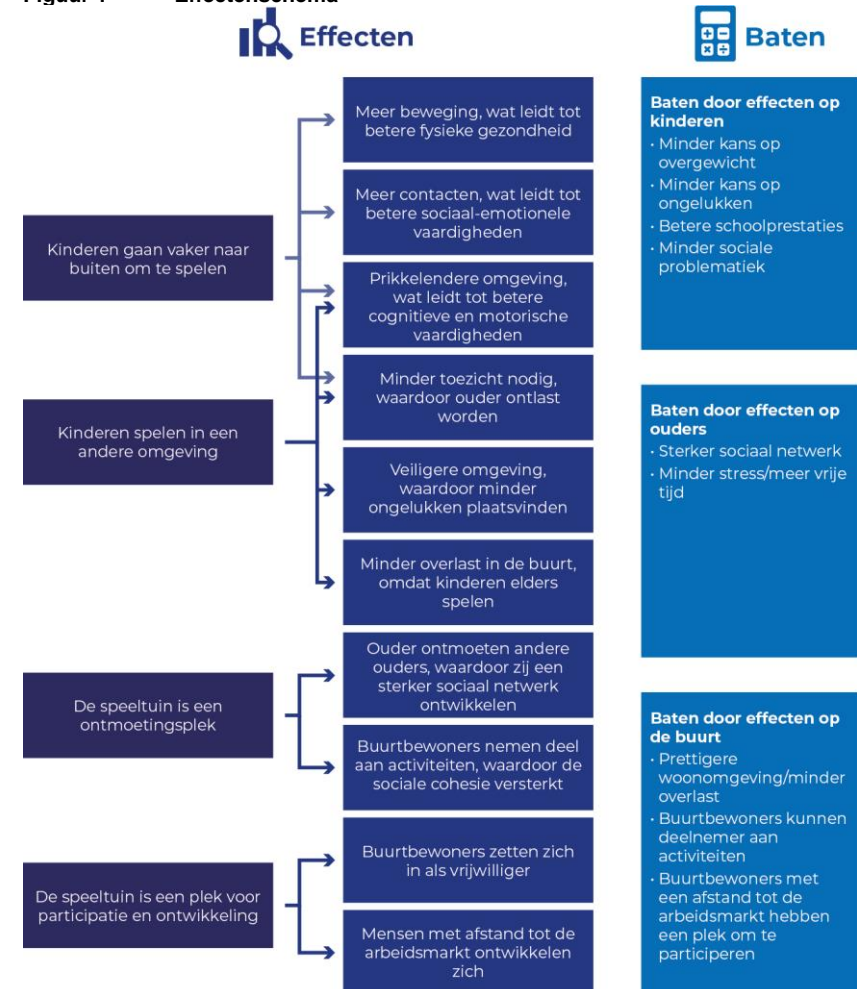 Figuur 1 Effectenschema
Effecten
Baten
Kinderen gaan vaker naar
buiten om te spelen
Kinderen spelen in een
andere omgeving
De speeltuin is een
ontmoetingsplek
De speeltuin is een plek voor
participatie en ontwikkeling
Meer beweging, wat leidt tot
betere fysieke gezondheid
Meer contacten, wat leidt tot
betere sociaal-emotionele
vaardigheden
Prikkelendere omgeving,
wat leidt tot betere
cognitieve en motorische
vaardigheden
Minder toezicht nodig,
waardoor ouder ontlast
worden
Veiligere omgeving,
waardoor minder
ongelukken plaatsvinden
Minder overlast in de buurt,
omdat kinderen elders
spelen
Ouder ontmoeten andere
ouders, waardoor zij een
sterker sociaal netwerk
ontwikkelen
Buurtbewoners nemen deel
aan activiteiten, waardoor de
sociale cohesie versterkt
Buurtbewoners zetten zich
in als vrijwilliger
Mensen met afstand tot de
arbeidsmarkt ontwikkelen
zich
Baten door effecten op
kinderen
· Minder kans op
overgewicht
· Minder kans op
ongelukken
· Betere schoolprestaties
· Minder sociale
problematiek
Baten door effecten op
ouders
· Sterker sociaal netwerk
· Minder stress/meer vrije
tijd
Baten door effecten op
de buurt
· Prettigere
woonomgeving/minder
overlast
· Buurtbewoners kunnen
deelnemer aan
activiteiten
· Buurtbewoners met
een afstand tot de
arbeidsmarkt hebben
een plek om te
participeren